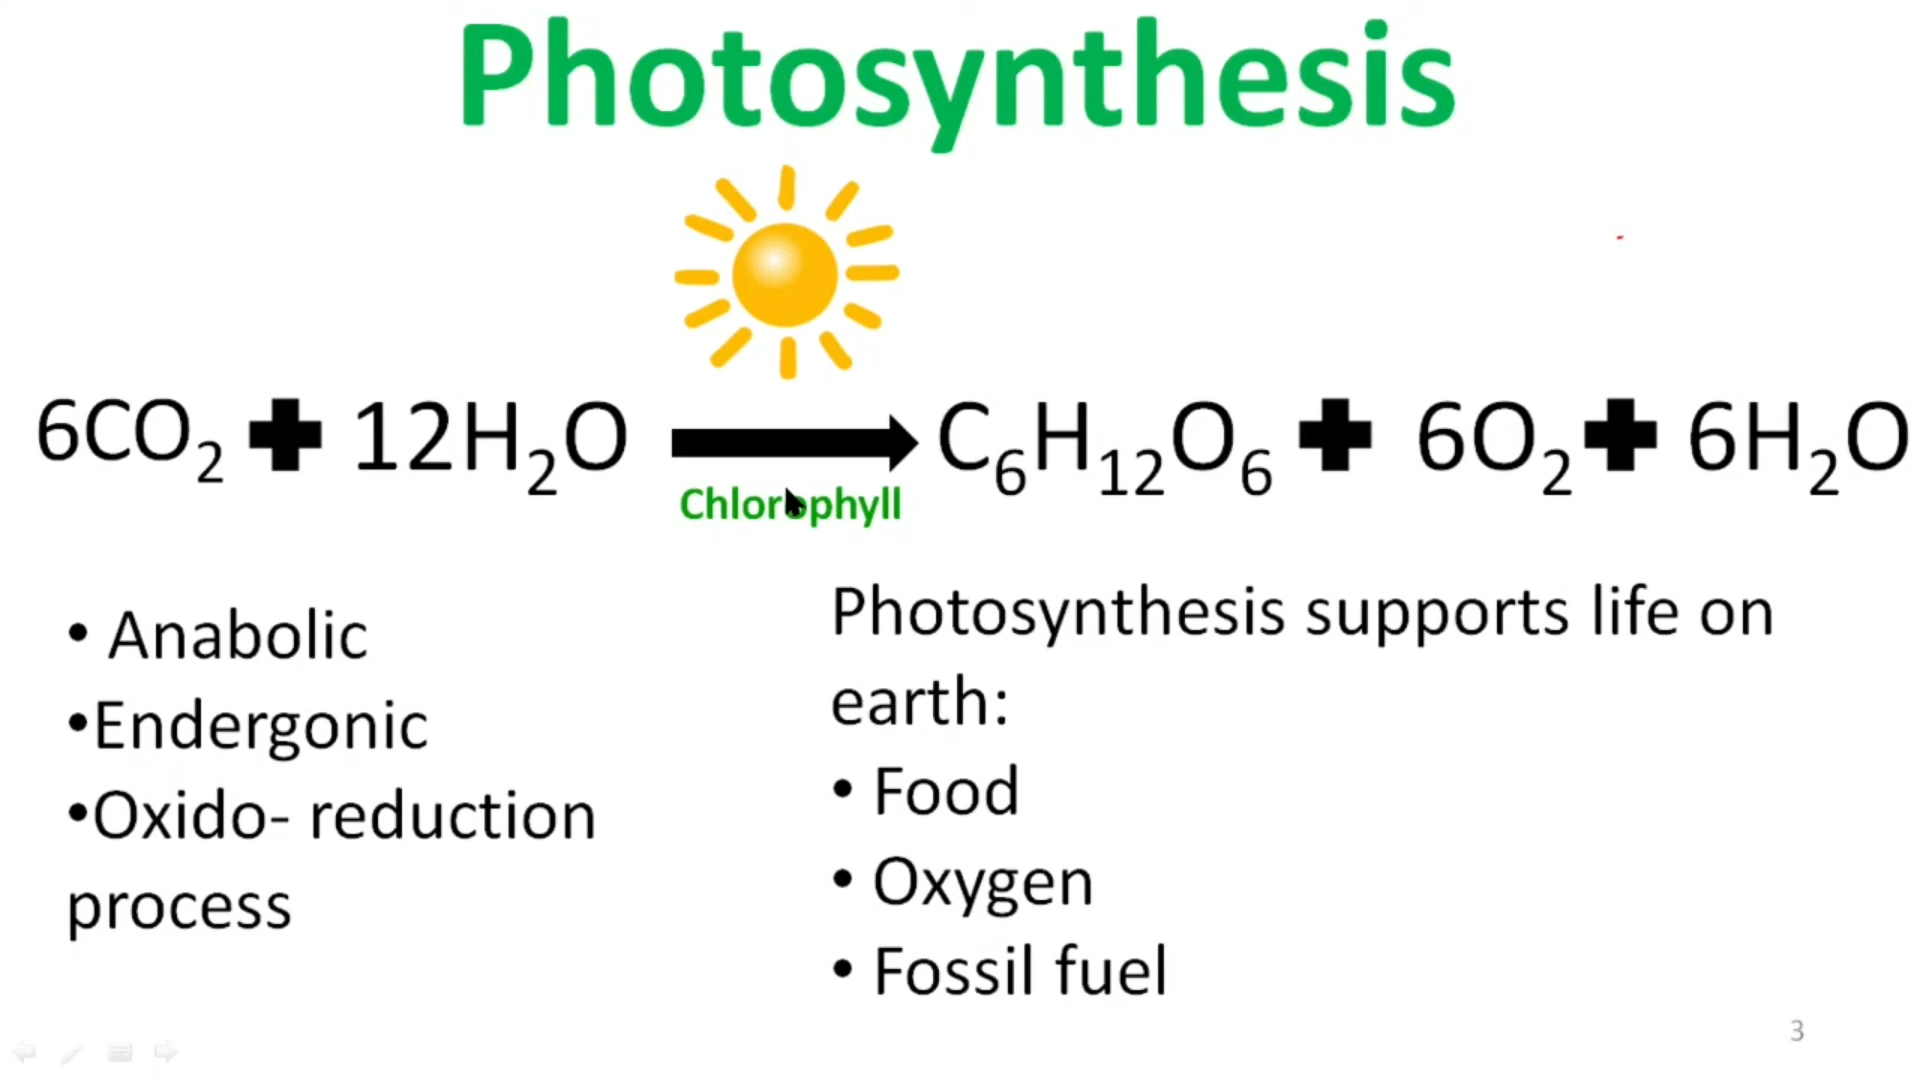 Photosynthesis
6CO₂ + 12H₂O → C₆H₁₂O₆ + 6O₂ + 6H₂O
Chlorophyll
• Anabolic
•Endergonic
•Oxido- reduction
process
Photosynthesis supports life on
earth:
• Food
• Oxygen
• Fossil fuel
3